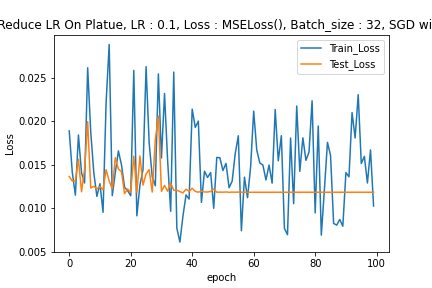 Reduce LR On Platue, LR : 0.1, Loss : MSELoss(), Batch_size : 32, SGD wi
Train_Loss
Test_Loss
0.025
0.020
0.015
0.010
0.005
Loss
0 20 40 60 80 100
epoch